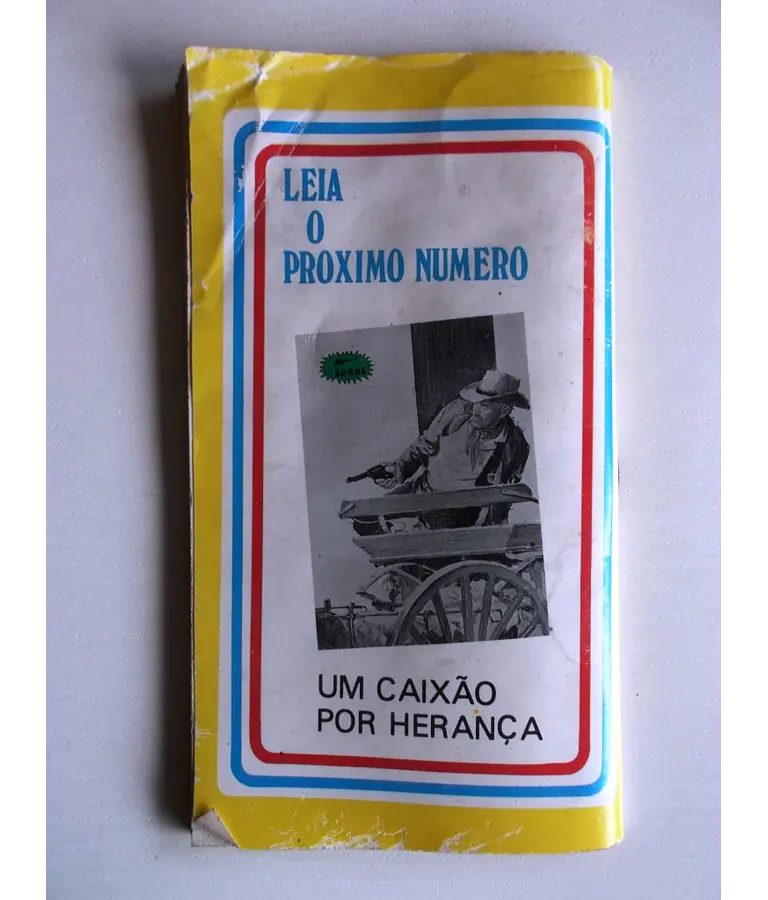 LEIA
O
PROXIMO NUMERO
UM CAIXÃO
POR HERANÇA